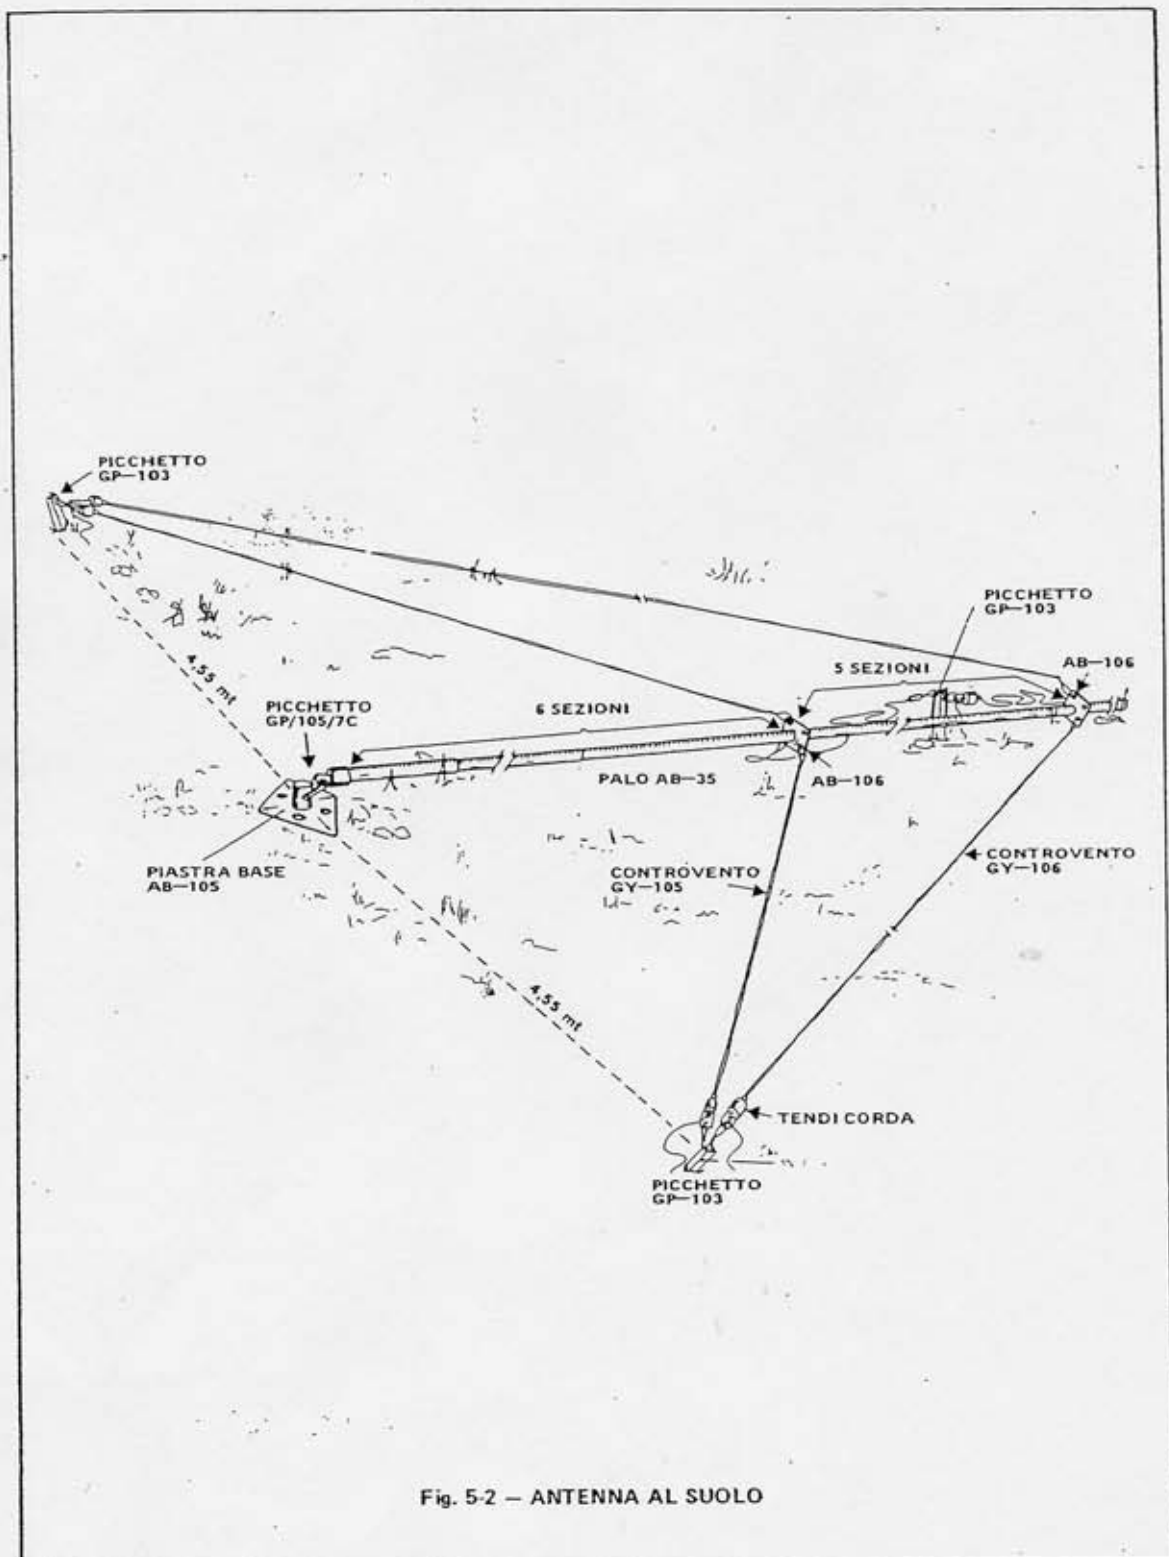 PICCHETTO
GP—103
PICCHETTO
GP—103
4,55 mt
5 SEZIONI
AB—106
PICCHETTO
GP/105/7C
6 SEZIONI
PALO AB—35
AB—106
PIASTRA BASE
AB—105
CONTROVENTO
GY—105
CONTROVENTO
GY—106
4,55 mt
TENDI CORDA
PICCHETTO
GP—103
Fig. 5-2 — ANTENNA AL SUOLO